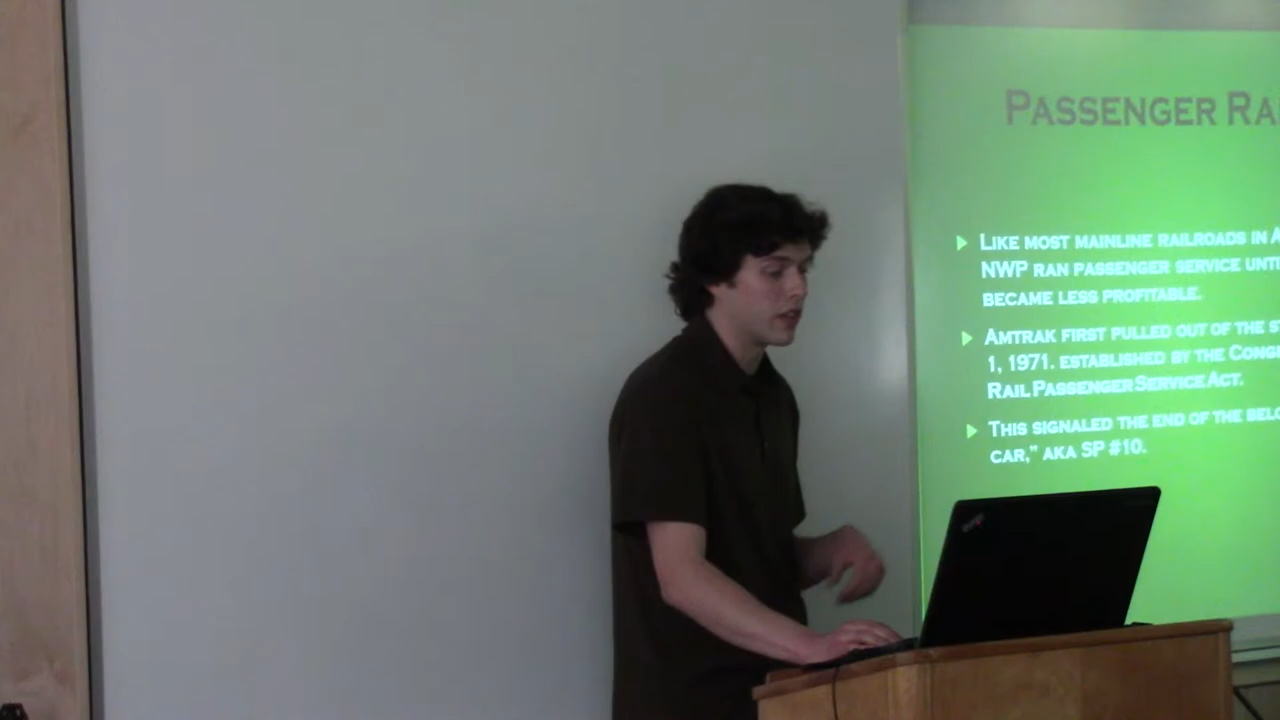 PASSENGER RA
LIKE MOST MAINLINE RAILROADS IN A
NWP RAN PASSENGER SERVICE UNTI
BECAME LESS PROFITABLE.
AMTRAK FIRST PULLED OUT OF THE S
1, 1971. ESTABLISHED BY THE CONG
RAIL PASSENGER SERVICE ACT.
THIS SIGNALED THE END OF THE BELO
CAR," AKA SP #10.